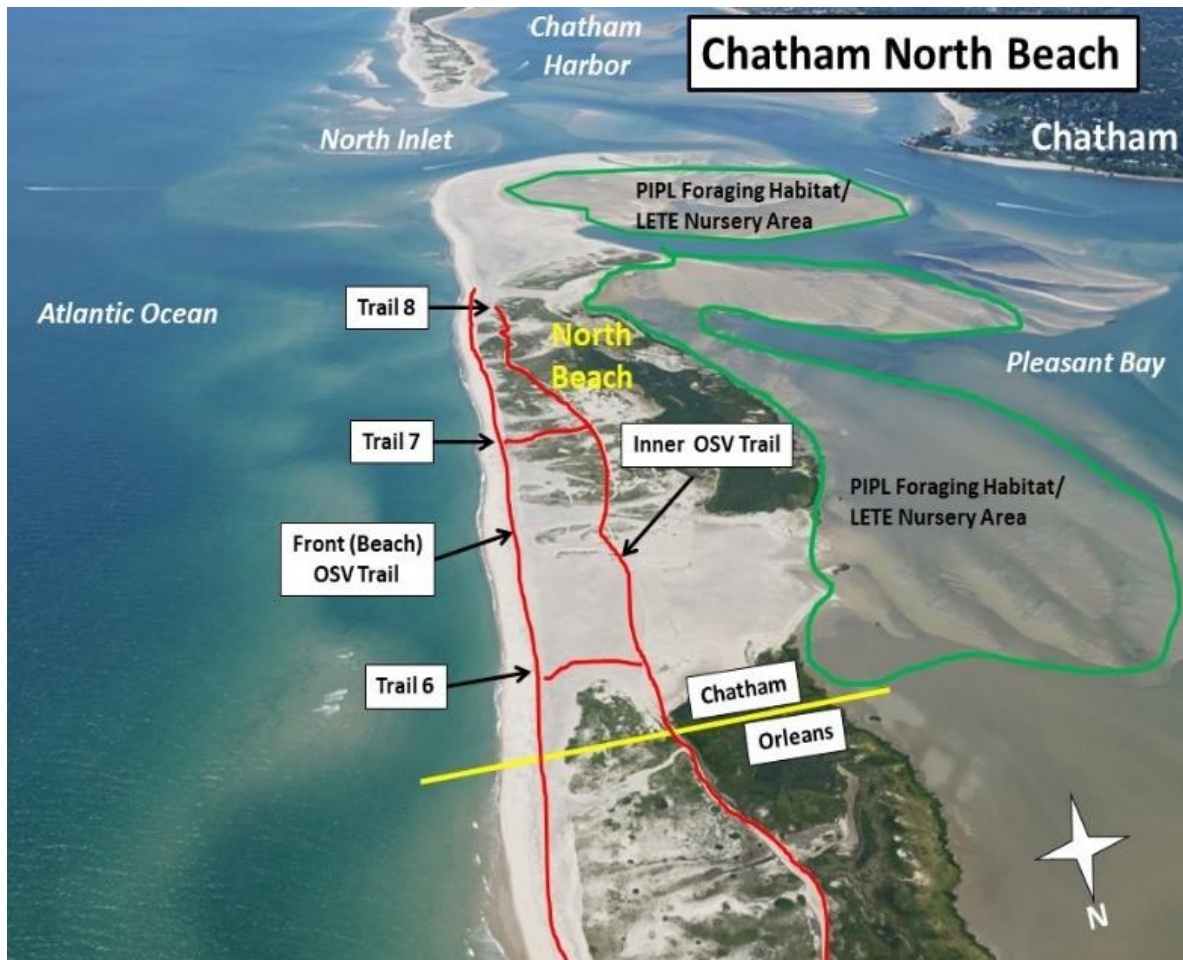 Chatham
Harbor
Chatham North Beach
North Inlet
Chatham
PIPL Foraging Habitat/
LETE Nursery Area
Atlantic Ocean
Trail 8
North
Beach
Pleasant Bay
Trail 7
Inner OSV Trail
PIPL Foraging Habitat/
LETE Nursery Area
Front (Beach)
OSV Trail
Trail 6
Chatham
Orleans
N